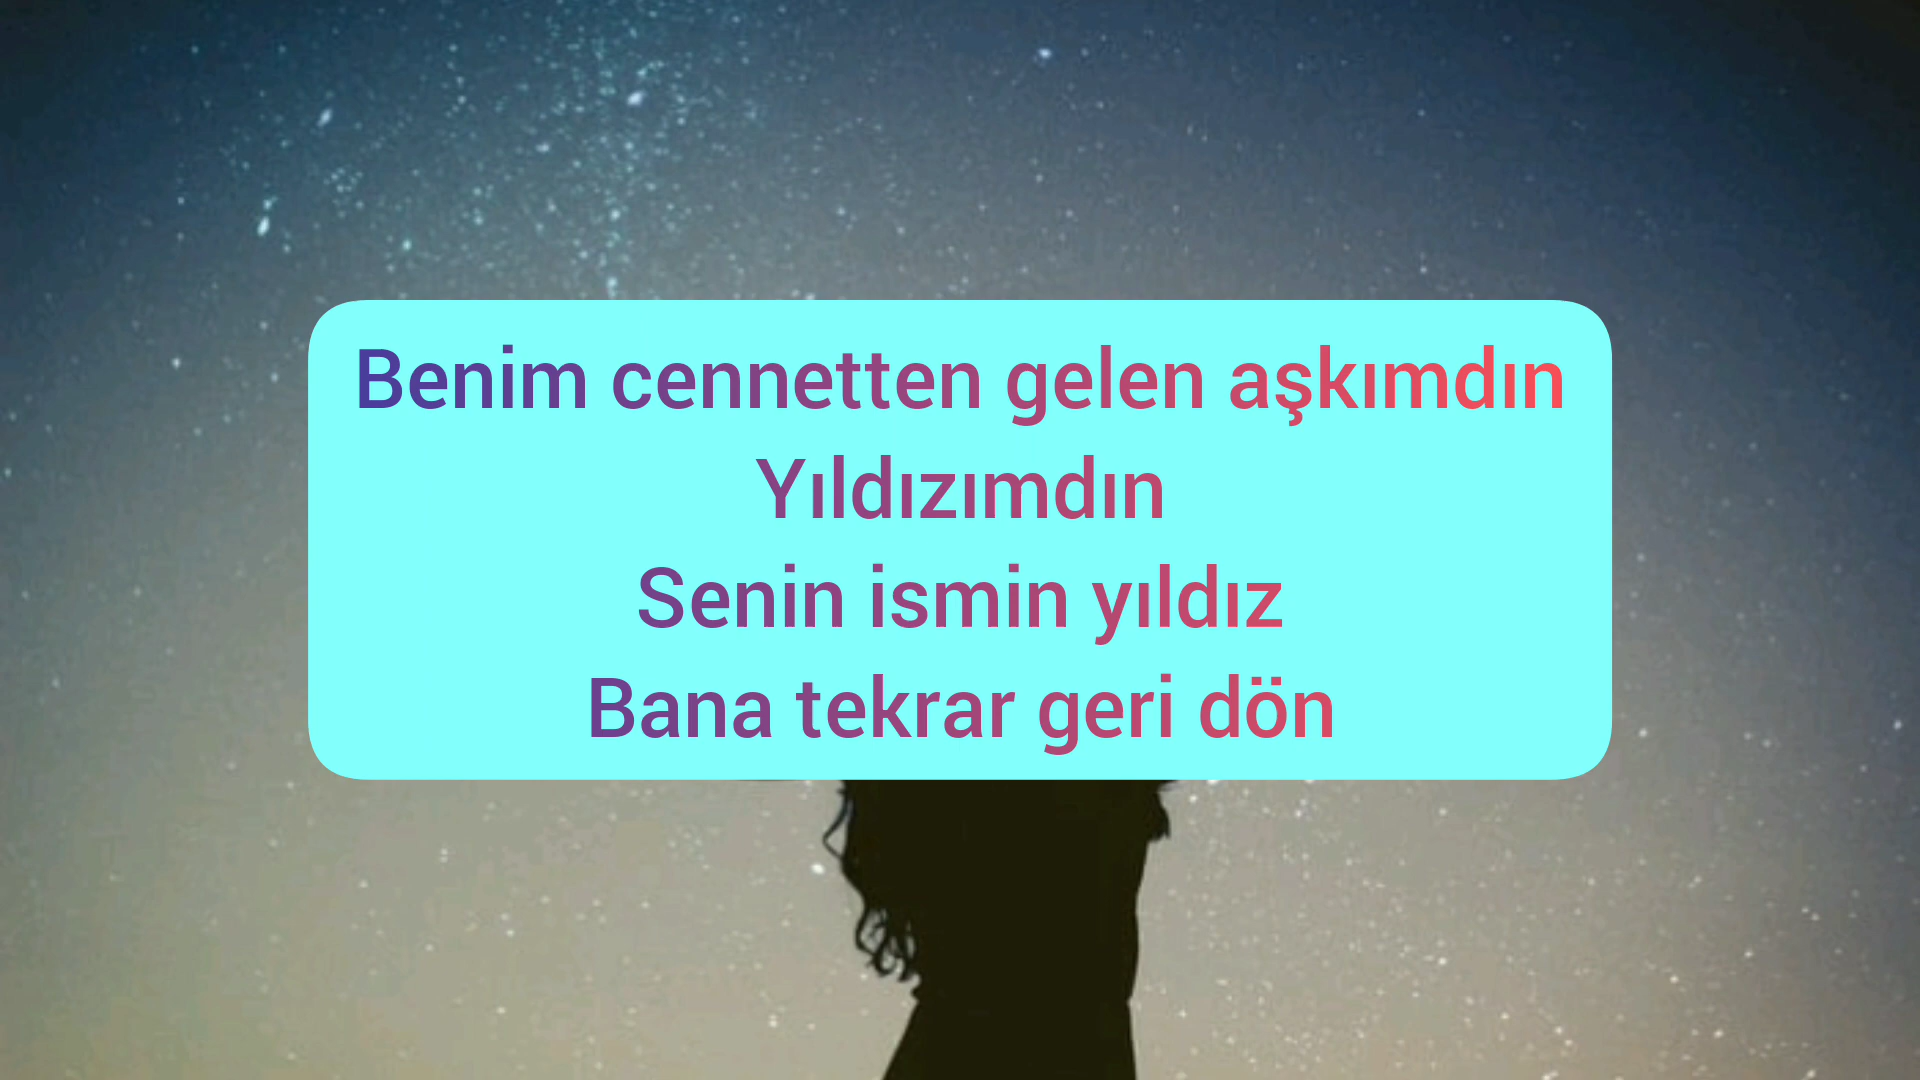 Benim cennetten gelen aşkımdın
Yıldızımdın
Senin ismin yıldız
Bana tekrar geri dön